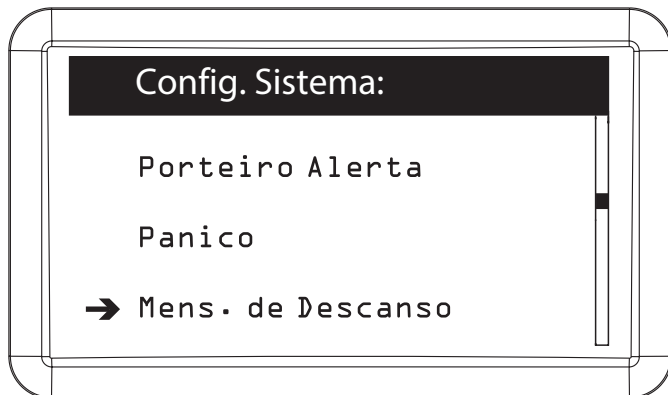 Config. Sistema:
Porteiro Alerta
Panico
➔ Mens. de Descanso